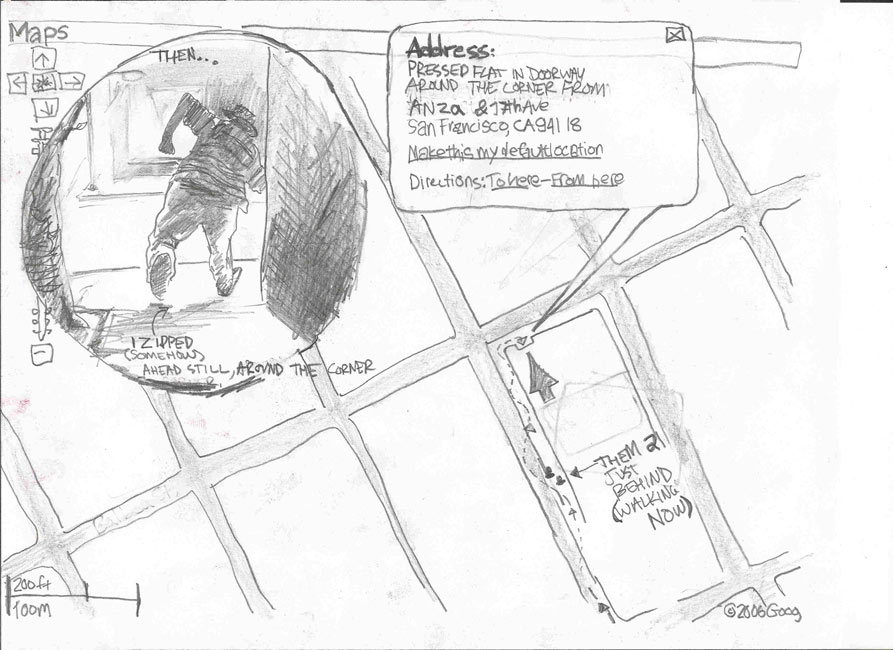 Maps
THEN...
Address:
PRESSED FLAT IN DOORWAY
AROUND THE CORNER FROM
ANZA & 17th Ave
San Francisco, CA 94118
Make this my default location
Directions: To here - From here
I ZIPPED
(SOMEHOW)
AHEAD STILL, AROUND THE CORNER
THEM 2
JUST
BEHIND
(WALKING
NOW)
200 ft
100M
©2006 Goog